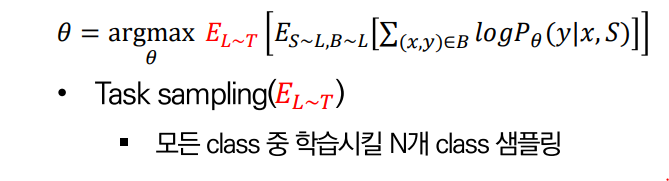 θ = argmax_θ E_{L~T} [E_{S~L,B~L}[∑_{(x,y)∈B} logP_θ(y|x,S)]]
• Task sampling(E_{L~T})
▪ 모든 class 중 학습시킬 N개 class 샘플링